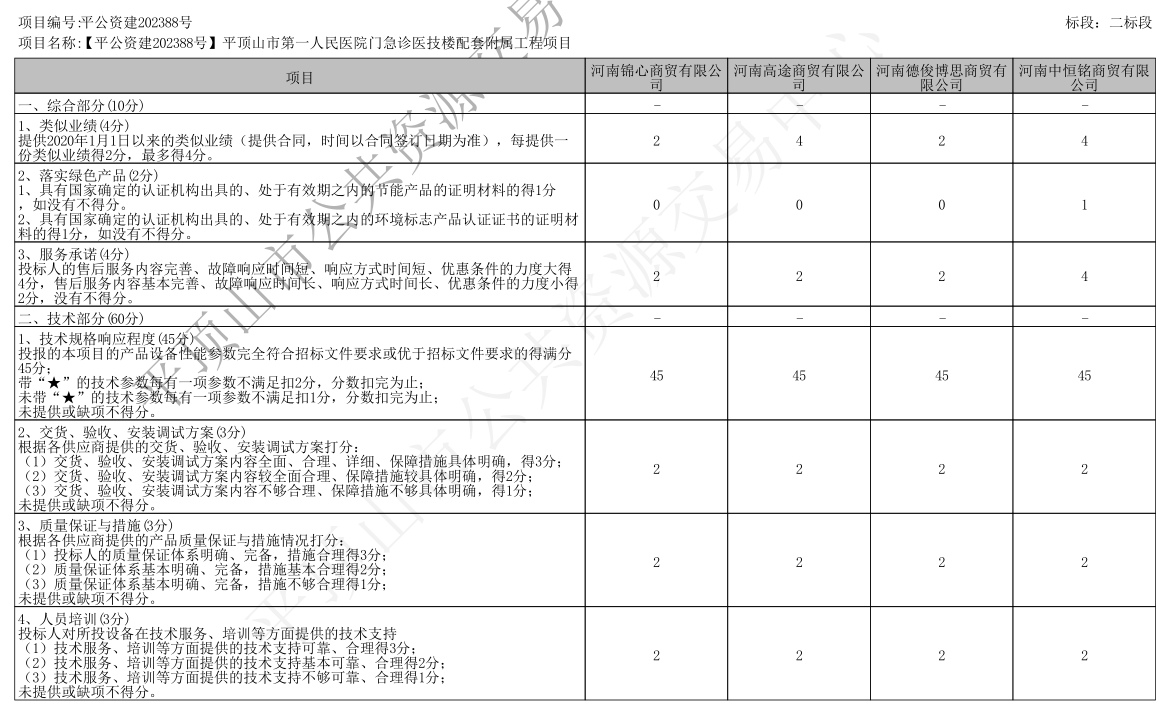 项目编号:平公资建202388号
标段：二标段
项目名称:【平公资建202388号】平顶山市第一人民医院门急诊医技楼配套附属工程项目
项目
河南锦心商贸有限公
司
河南高途商贸有限公
司
河南德俊博思商贸有
限公司
河南中恒铭商贸有限
公司
一、综合部分(10分)
－ － － －
1、类似业绩(4分)
提供2020年1月1日以来的类似业绩（提供合同，时间以合同签订日期为准），每提供一
份类似业绩得2分，最多得4分。
2 4 2 4
2、落实绿色产品(2分)
1、具有国家确定的认证机构出具的、处于有效期之内的节能产品的证明材料的得1分
，如没有不得分。
2、具有国家确定的认证机构出具的、处于有效期之内的环境标志产品认证证书的证明材
料的得1分，如没有不得分。
0 0 0 1
3、服务承诺(4分)
投标人的售后服务内容完善、故障响应时间短、响应方式时间短、优惠条件的力度大得
4分，售后服务内容基本完善、故障响应时间长、响应方式时间长、优惠条件的力度小得
2分，没有不得分。
2 2 2 4
二、技术部分(60分)
－ － － －
1、技术规格响应程度(45分)
投报的本项目的产品设备性能参数完全符合招标文件要求或优于招标文件要求的得满分
45分；
带“★”的技术参数每有一项参数不满足扣2分，分数扣完为止；
未带“★”的技术参数每有一项参数不满足扣1分，分数扣完为止；
未提供或缺项不得分。
45 45 45 45
2、交货、验收、安装调试方案(3分)
根据各供应商提供的交货、验收、安装调试方案打分：
（1）交货、验收、安装调试方案内容全面、合理、详细、保障措施具体明确，得3分；
（2）交货、验收、安装调试方案内容较全面合理、保障措施较具体明确，得2分；
（3）交货、验收、安装调试方案内容不够合理、保障措施不够具体明确，得1分；
未提供或缺项不得分。
2 2 2 2
3、质量保证与措施(3分)
根据各供应商提供的产品质量保证与措施情况打分：
（1）投标人的质量保证体系明确、完备，措施合理得3分；
（2）质量保证体系基本明确、完备，措施基本合理得2分；
（3）质量保证体系基本明确、完备，措施不够合理得1分；
未提供或缺项不得分。
2 2 2 2
4、人员培训(3分)
投标人对所投设备在技术服务、培训等方面提供的技术支持
（1）技术服务、培训等方面提供的技术支持可靠、合理得3分；
（2）技术服务、培训等方面提供的技术支持基本可靠、合理得2分；
（3）技术服务、培训等方面提供的技术支持不够可靠、合理得1分；
未提供或缺项不得分。
2 2 2 2
平顶山市公共资源交易
平顶山市公共资源交易中心